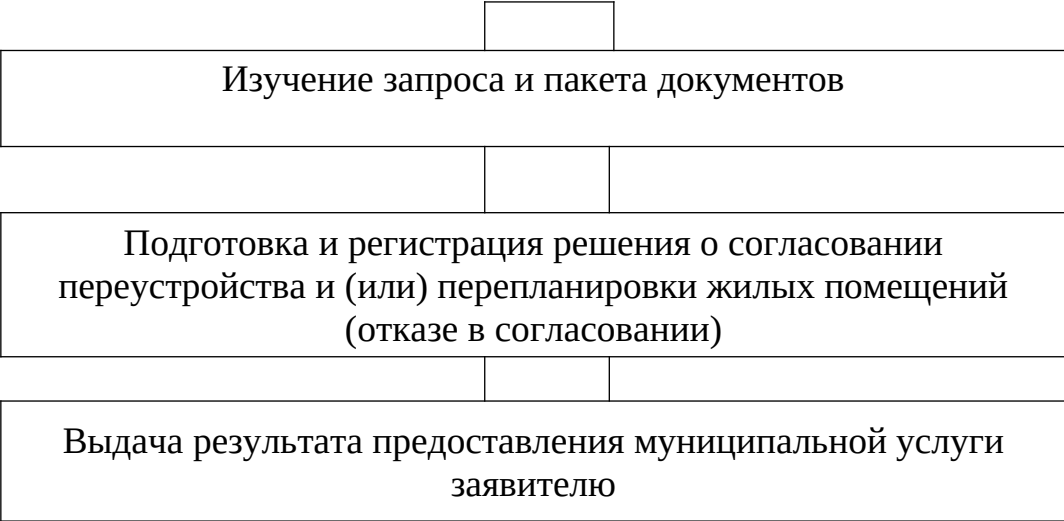 Изучение запроса и пакета документов
Подготовка и регистрация решения о согласовании
переустройства и (или) перепланировки жилых помещений
(отказе в согласовании)
Выдача результата предоставления муниципальной услуги
заявителю